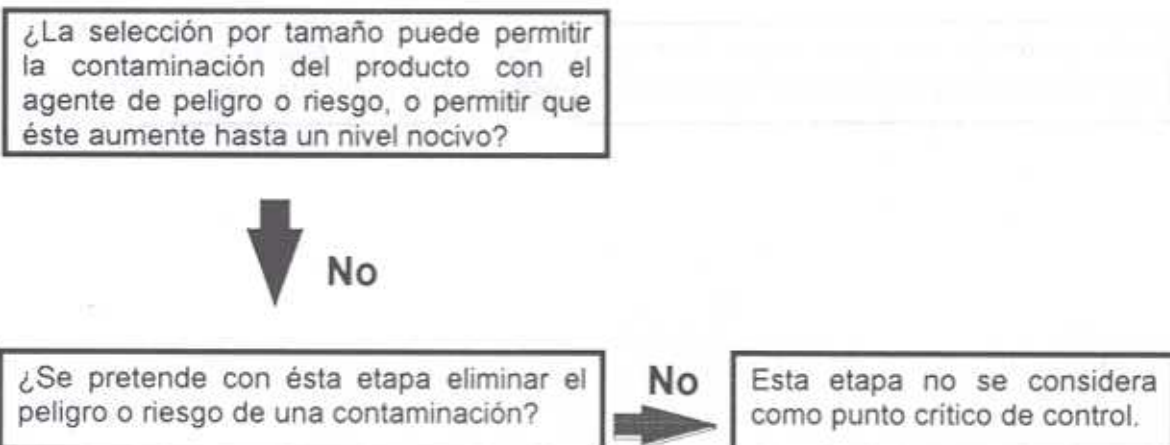 ¿La selección por tamaño puede permitir
la contaminación del producto con el
agente de peligro o riesgo, o permitir que
éste aumente hasta un nivel nocivo?
No
¿Se pretende con ésta etapa eliminar el
peligro o riesgo de una contaminación?
No
Esta etapa no se considera
como punto crítico de control.